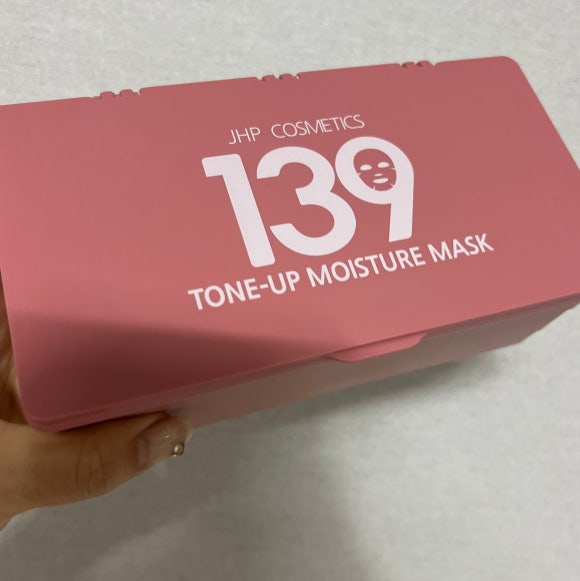 JHP COSMETICS
139
TONE-UP MOISTURE MASK